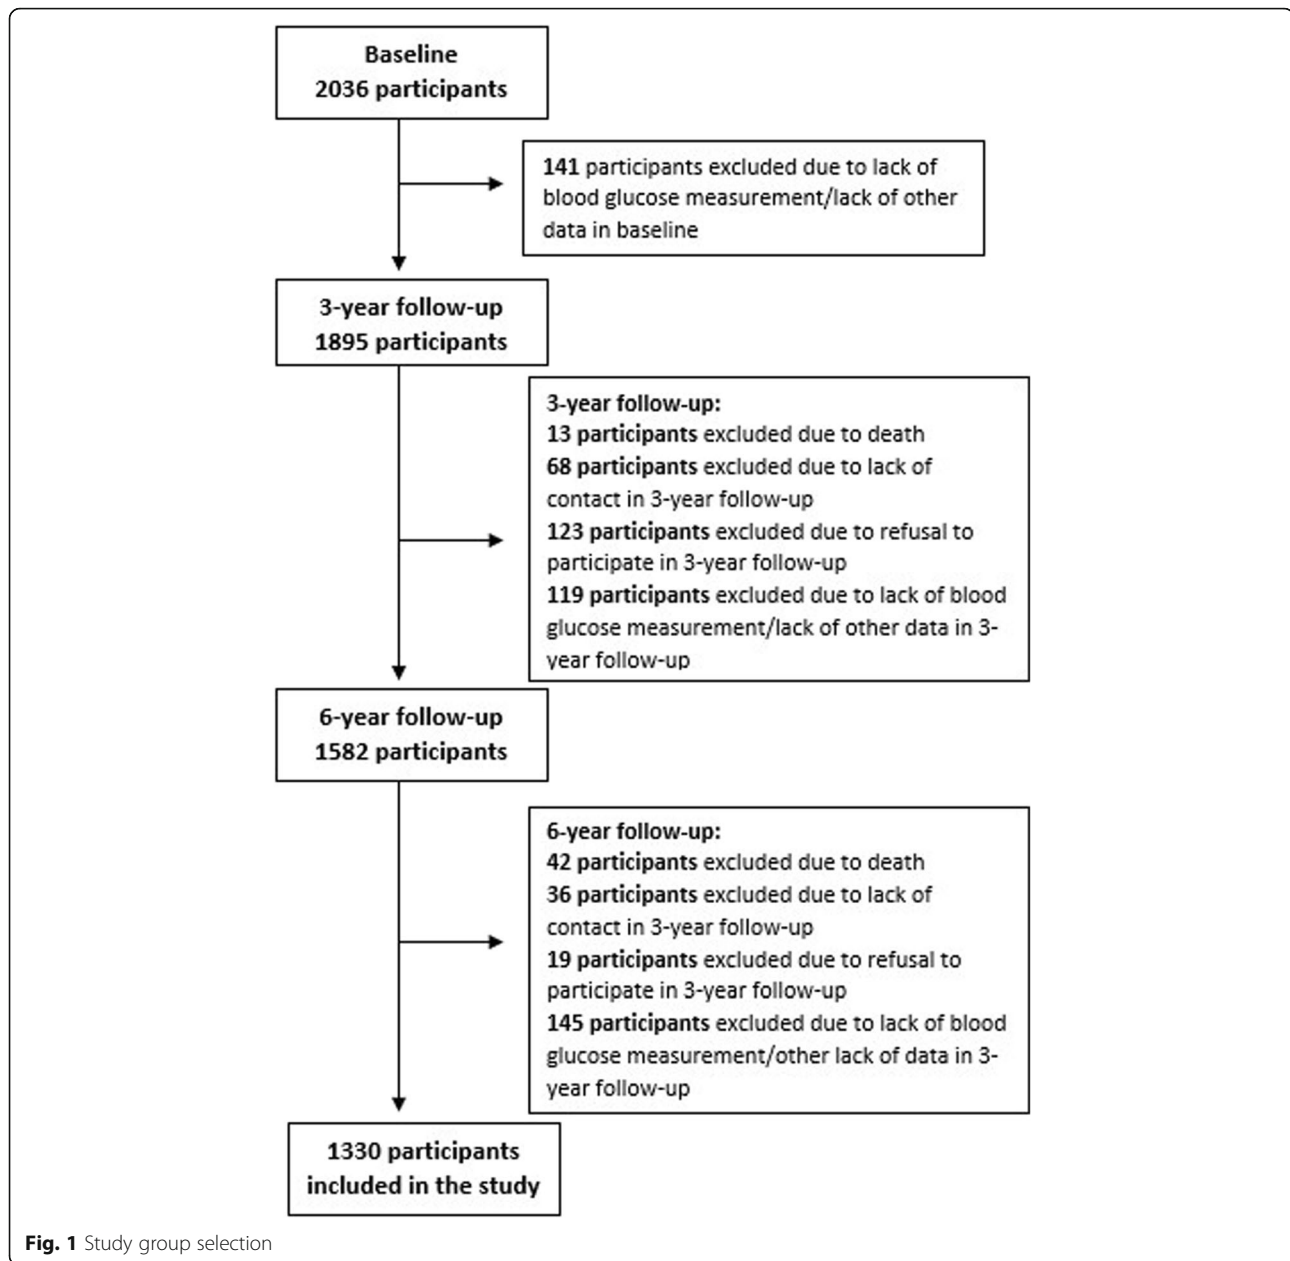 Baseline
2036 participants
141 participants excluded due to lack of
blood glucose measurement/lack of other
data in baseline
3-year follow-up
1895 participants
3-year follow-up:
13 participants excluded due to death
68 participants excluded due to lack of
contact in 3-year follow-up
123 participants excluded due to refusal to
participate in 3-year follow-up
119 participants excluded due to lack of blood
glucose measurement/lack of other data in 3-
year follow-up
6-year follow-up
1582 participants
6-year follow-up:
42 participants excluded due to death
36 participants excluded due to lack of
contact in 3-year follow-up
19 participants excluded due to refusal to
participate in 3-year follow-up
145 participants excluded due to lack of blood
glucose measurement/other lack of data in 3-
year follow-up
1330 participants
included in the study
Fig. 1 Study group selection